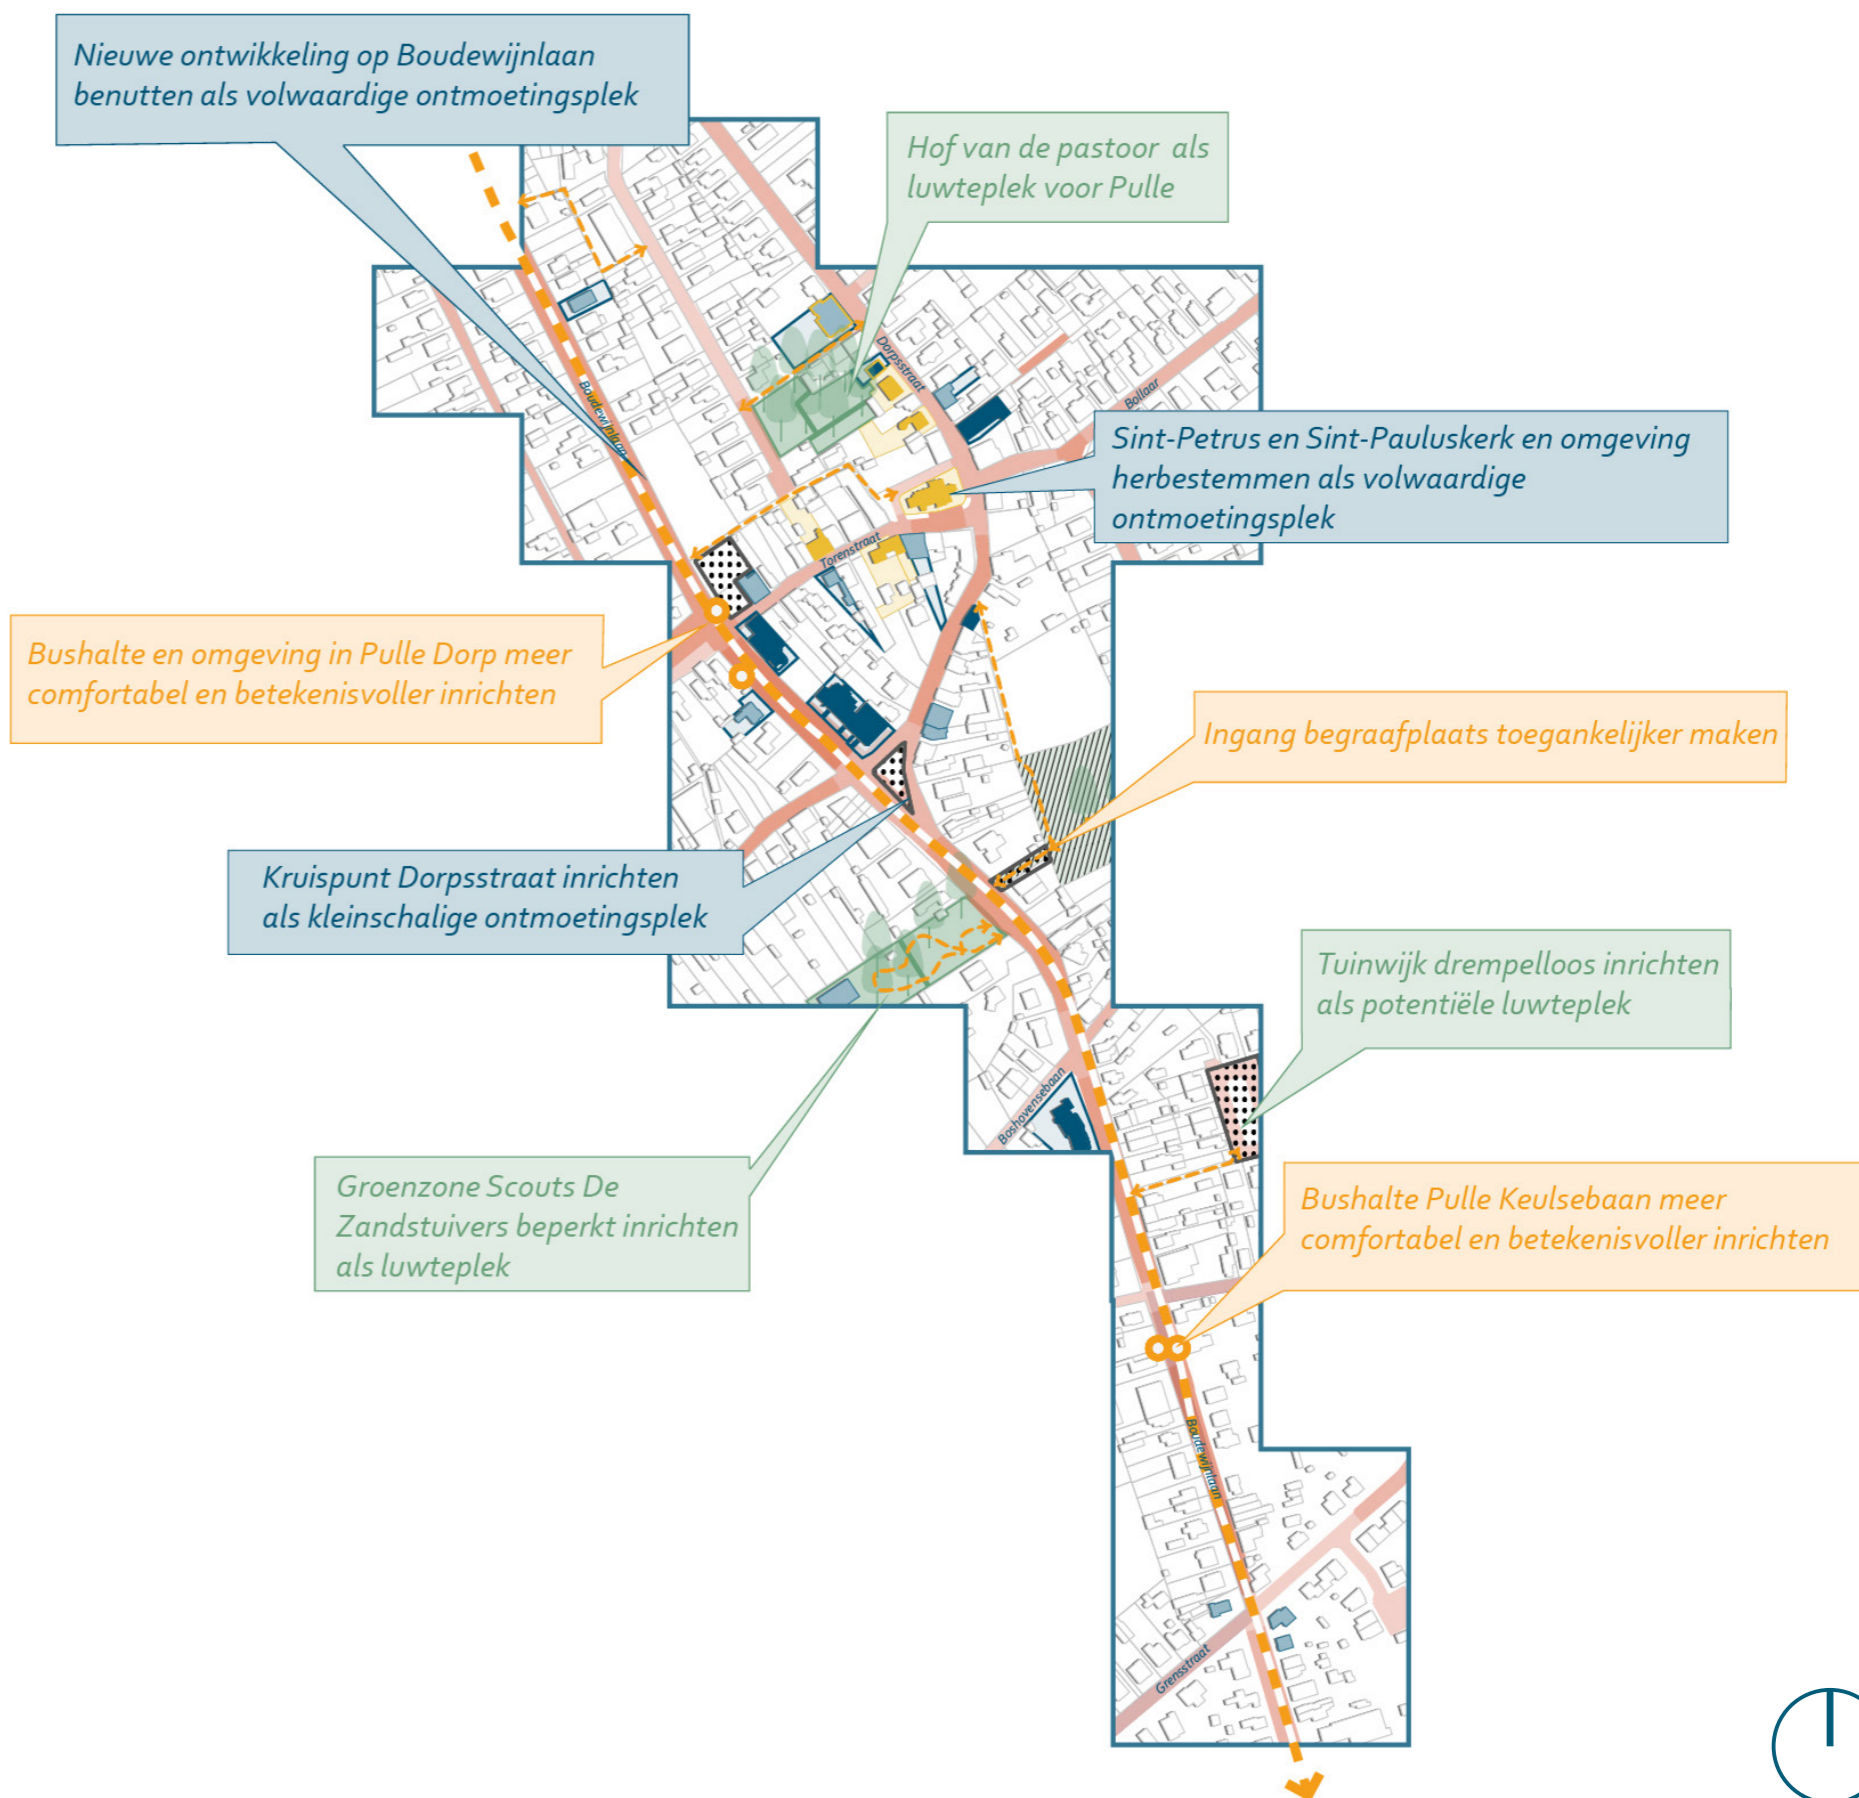 Nieuwe ontwikkeling op Boudewijnlaan
benutten als volwaardige ontmoetingsplek
Hof van de pastoor als
luwteplek voor Pulle
Dorpsstraat
Boudewijnlaan
Bollaar
Sint-Petrus en Sint-Pauluskerk en omgeving
herbestemmen als volwaardige
ontmoetingsplek
Torenstraat
Bushalte en omgeving in Pulle Dorp meer
comfortabel en betekenisvoller inrichten
Ingang begraafplaats toegankelijker maken
Kruispunt Dorpsstraat inrichten
als kleinschalige ontmoetingsplek
Tuinwijk drempelloos inrichten
als potentiële luwteplek
Boshovensebaan
Groenzone Scouts De
Zandstuivers beperkt inrichten
als luwteplek
Bushalte Pulle Keulsebaan meer
comfortabel en betekenisvoller inrichten
Boudewijnlaan
Grensstraat